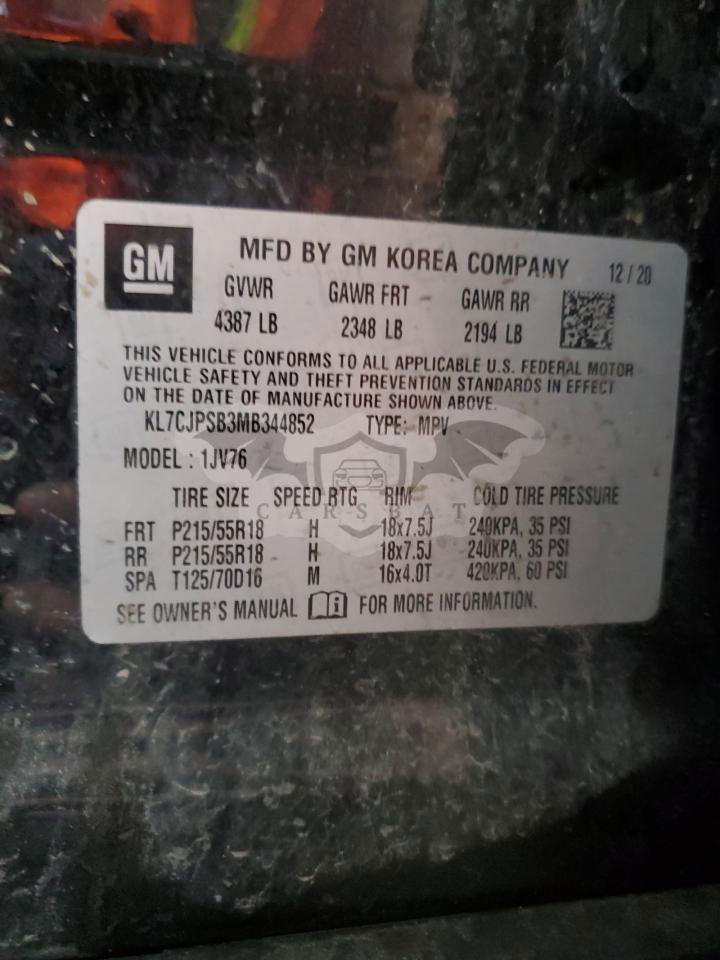 GM
MFD BY GM KOREA COMPANY 12 / 20
GVWR GAWR FRT GAWR RR
4387 LB 2348 LB 2194 LB
THIS VEHICLE CONFORMS TO ALL APPLICABLE U.S. FEDERAL MOTOR
VEHICLE SAFETY AND THEFT PREVENTION STANDARDS IN EFFECT
ON THE DATE OF MANUFACTURE SHOWN ABOVE.
KL7CJPSB3MB344852 TYPE: MPV
MODEL : 1JV76
TIRE SIZE SPEED RTG RIM COLD TIRE PRESSURE
CARSBAT
FRT P215/55R18 H 18x7.5J 240KPA, 35 PSI
RR P215/55R18 H 18x7.5J 240KPA, 35 PSI
SPA T125/70D16 M 16x4.0T 420KPA, 60 PSI
SEE OWNER'S MANUAL i FOR MORE INFORMATION.